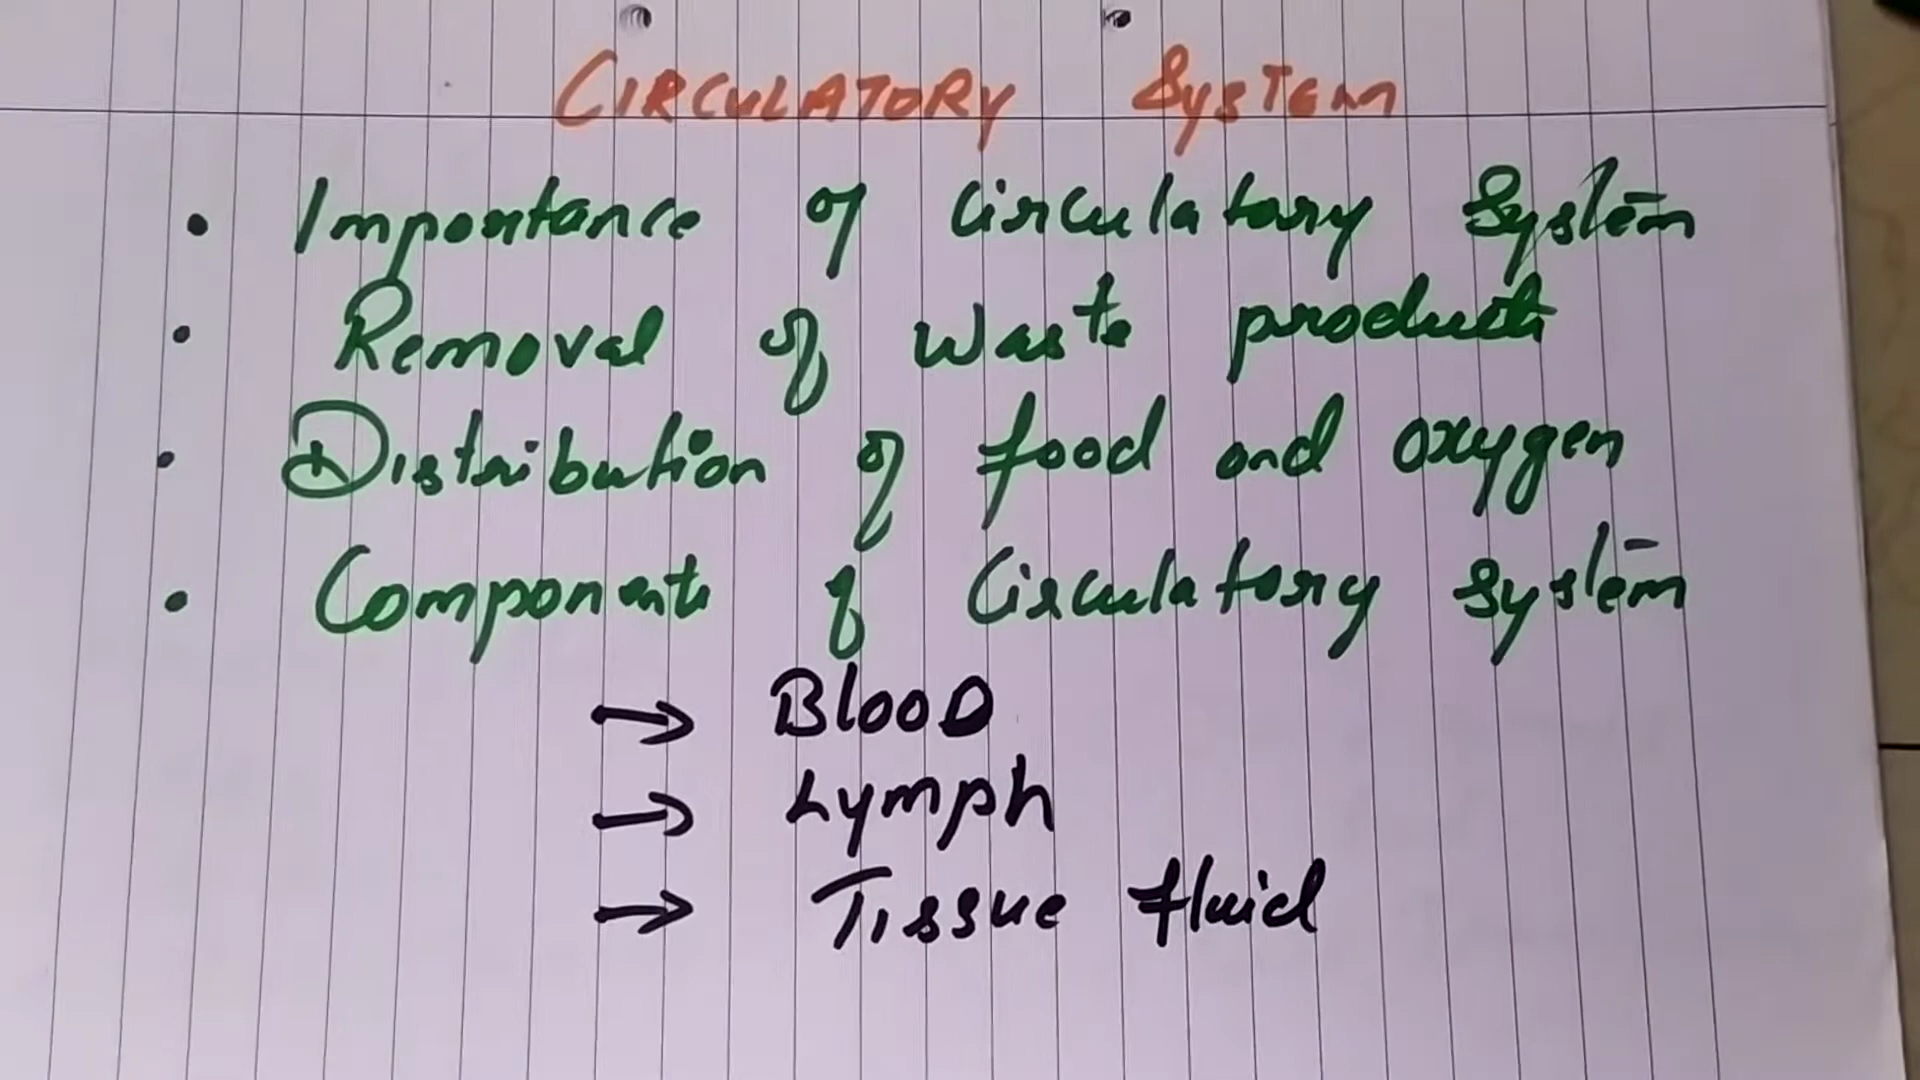 CIRCULATORY SYSTEM
• Importance of Circulatory System
• Removal of Waste products
• Distribution of food and oxygen
• Components of Circulatory System
→ Blood
→ Lymph
→ Tissue fluid